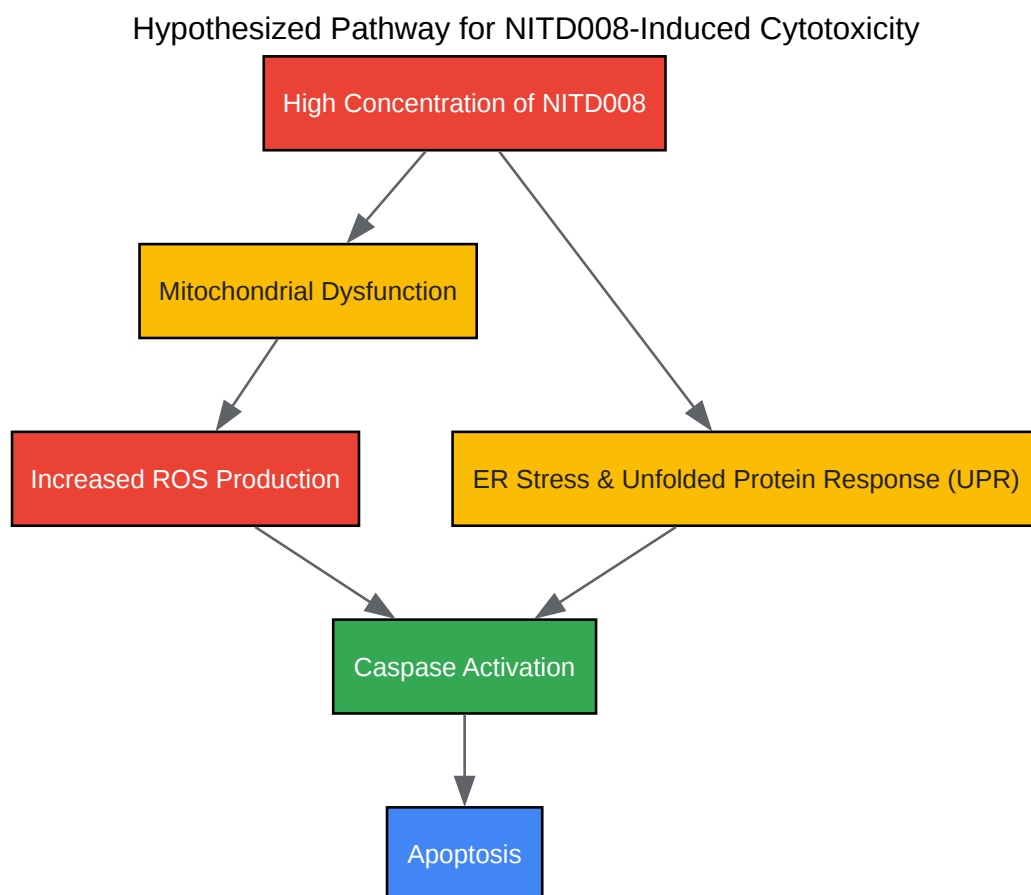 Hypothesized Pathway for NITD008-Induced Cytotoxicity
High Concentration of NITD008
Mitochondrial Dysfunction
Increased ROS Production
ER Stress & Unfolded Protein Response (UPR)
Caspase Activation
Apoptosis